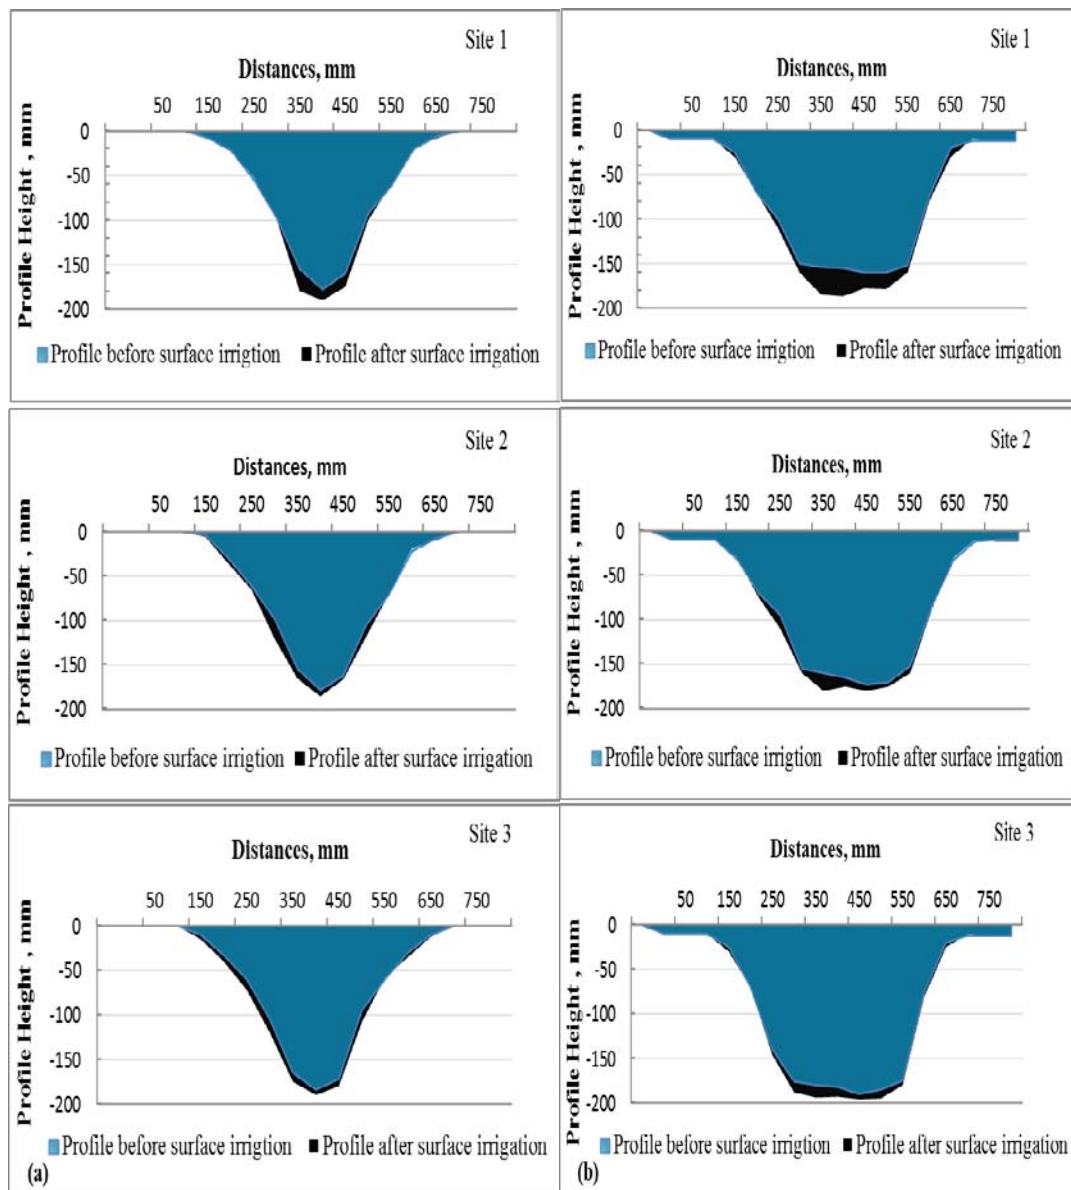 Site 1
Distances, mm
50 150 250 350 450 550 650 750
Profile Height , mm
0
-50
-100
-150
-200
Profile before surface irrigtion Profile after surface irrigation
Site 1
Distances, mm
50 150 250 350 450 550 650 750
Profile Height , mm
0
-50
-100
-150
-200
Profile before surface irrigtion Profile after surface irrigation
Site 2
Distances, mm
50 150 250 350 450 550 650 750
Profile Height , mm
0
-50
-100
-150
-200
Profile before surface irrigtion Profile after surface irrigation
Site 2
Distances, mm
50 150 250 350 450 550 650 750
Profile Height , mm
0
-50
-100
-150
-200
Profile before surface irrigtion Profile after surface irrigation
Site 3
Distances, mm
50 150 250 350 450 550 650 750
Profile Height , mm
0
-50
-100
-150
-200
Profile before surface irrigtion Profile after surface irrigation
(a)
Site 3
Distances, mm
50 150 250 350 450 550 650 750
Profile Height , mm
0
-50
-100
-150
-200
Profile before surface irrigtion Profile after surface irrigation
(b)